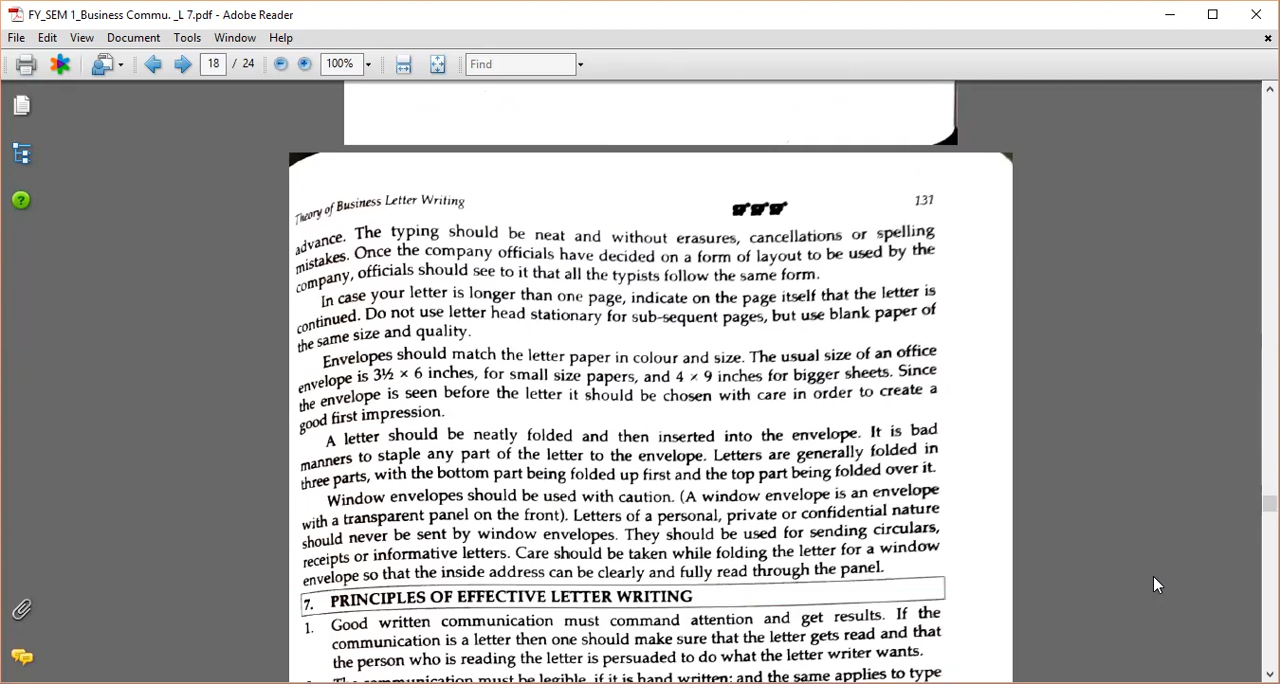 FY_SEM 1_Business Commu. _L 7.pdf - Adobe Reader
File Edit View Document Tools Window Help
18 / 24 100% Find
Theory of Business Letter Writing 131
advance. The typing should be neat and without erasures, cancellations or spelling
mistakes. Once the company officials have decided on a form of layout to be used by the
company, officials should see to it that all the typists follow the same form.
In case your letter is longer than one page, indicate on the page itself that the letter is
continued. Do not use letter head stationary for sub-sequent pages, but use blank paper of
the same size and quality.
Envelopes should match the letter paper in colour and size. The usual size of an office
envelope is 3½ × 6 inches, for small size papers, and 4 × 9 inches for bigger sheets. Since
the envelope is seen before the letter it should be chosen with care in order to create a
good first impression.
A letter should be neatly folded and then inserted into the envelope. It is bad
manners to staple any part of the letter to the envelope. Letters are generally folded in
three parts, with the bottom part being folded up first and the top part being folded over it.
Window envelopes should be used with caution. (A window envelope is an envelope
with a transparent panel on the front). Letters of a personal, private or confidential nature
should never be sent by window envelopes. They should be used for sending circulars,
receipts or informative letters. Care should be taken while folding the letter for a window
envelope so that the inside address can be clearly and fully read through the panel.
7. PRINCIPLES OF EFFECTIVE LETTER WRITING
1. Good written communication must command attention and get results. If the
communication is a letter then one should make sure that the letter gets read and that
the person who is reading the letter is persuaded to do what the letter writer wants.
The communication must be legible, if it is hand written; and the same applies to type